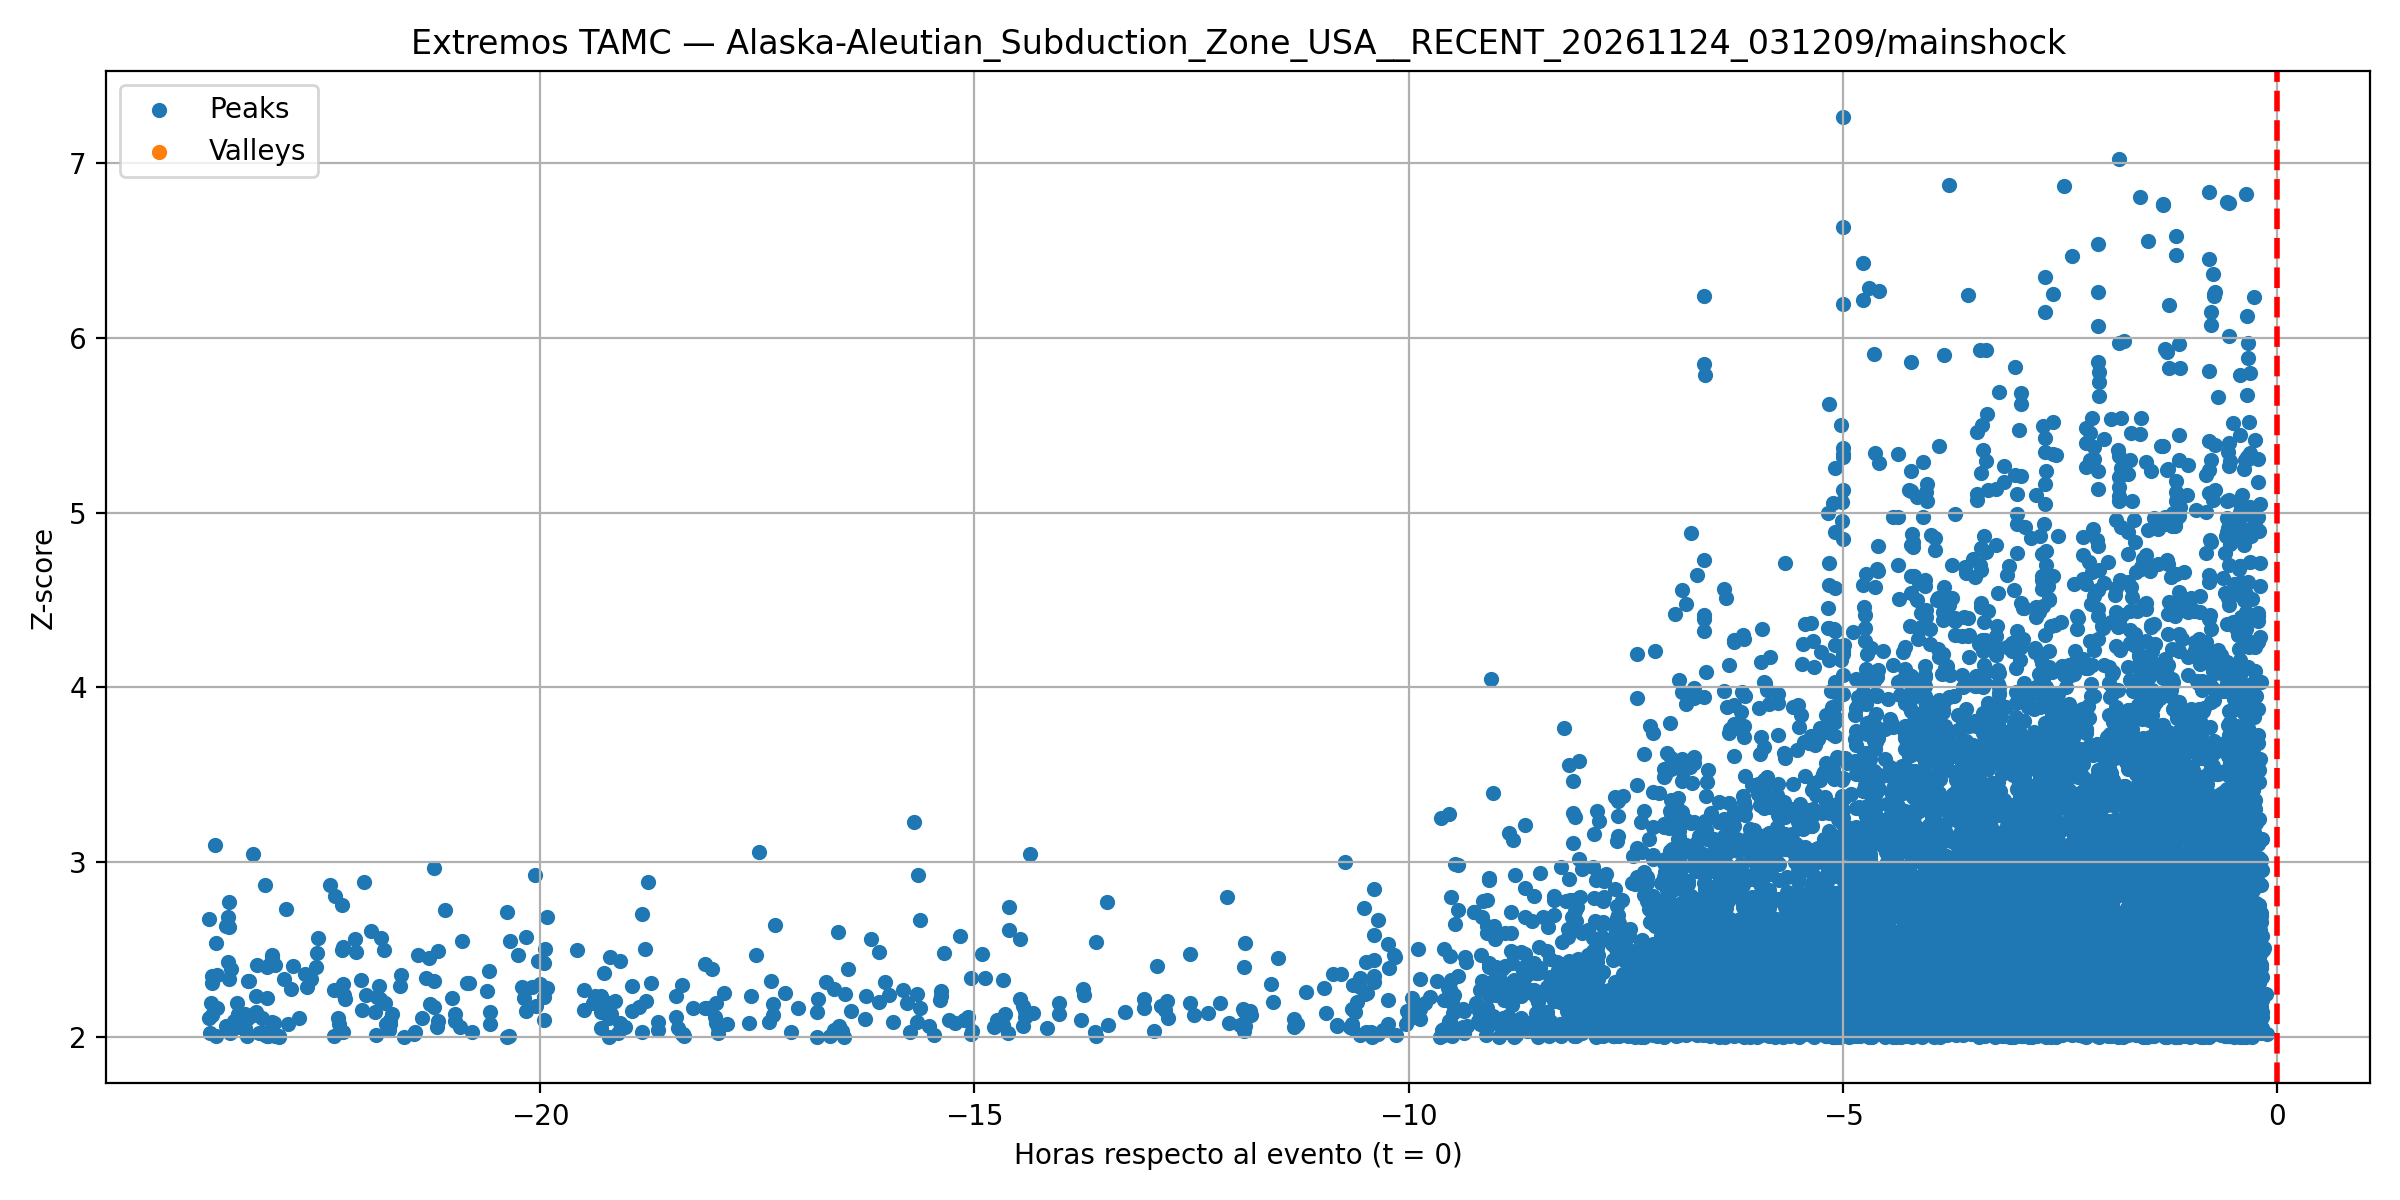 Extremos TAMC — Alaska-Aleutian_Subduction_Zone_USA__RECENT_20261124_031209/mainshock
Peaks
Valleys
7
6
5
4
3
2
Z-score
−20
−15
−10
−5
0
Horas respecto al evento (t = 0)